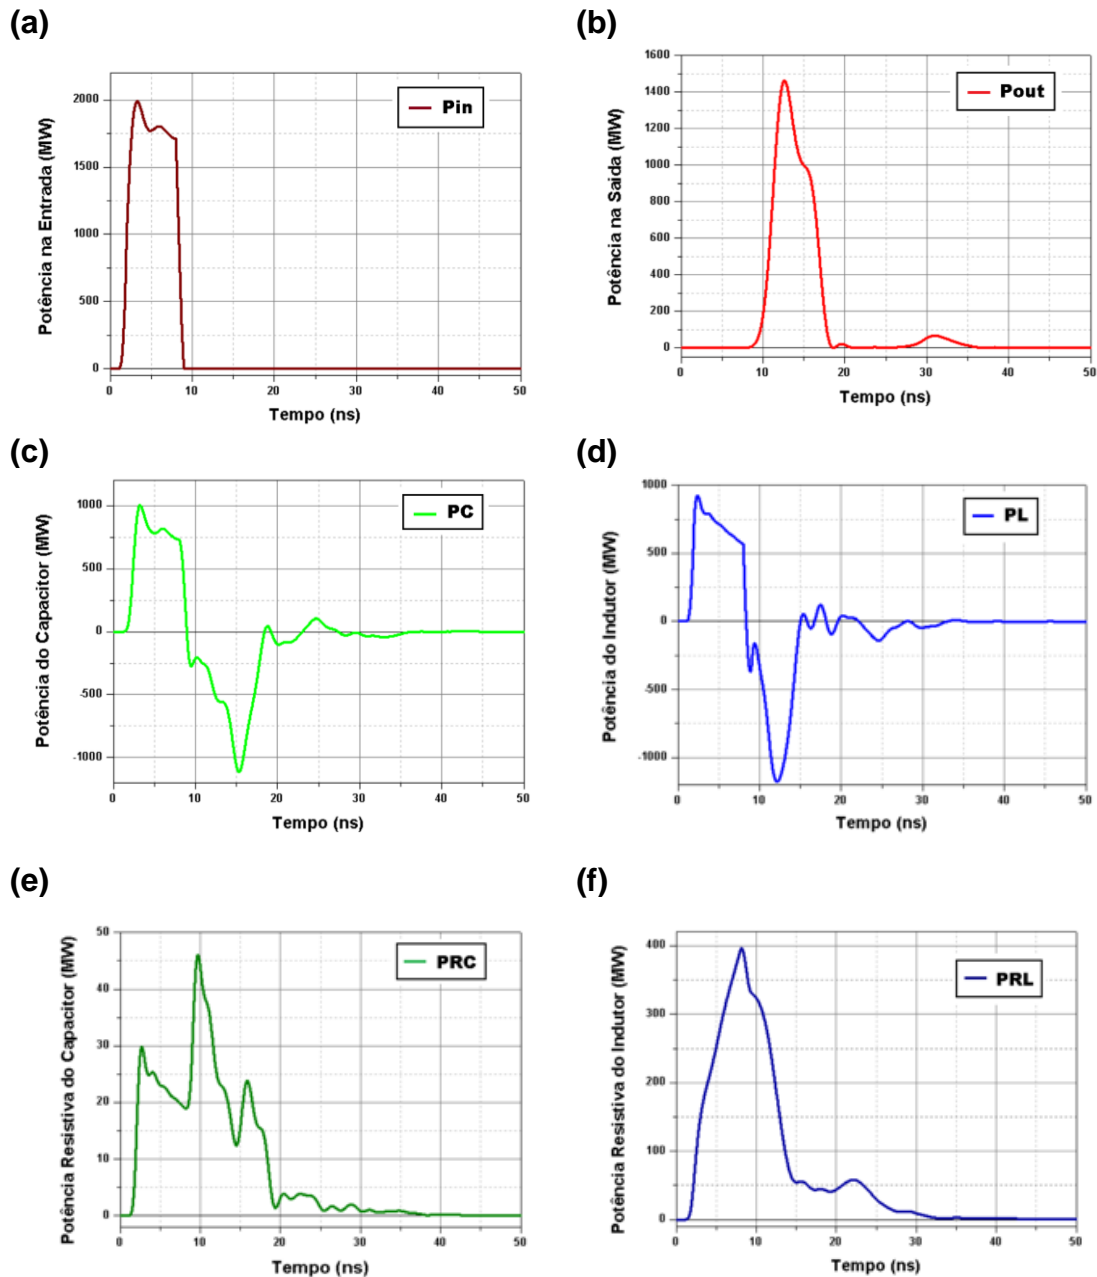 (a)
(b)
Potência na Entrada (MW)
2000
1500
1000
500
0
Pin
0 10 20 30 40 50
Tempo (ns)
Potência na Saída (MW)
1600
1400
1200
1000
800
600
400
200
0
Pout
0 10 20 30 40 50
Tempo (ns)
(c)
(d)
Potência do Capacitor (MW)
1000
500
0
-500
-1000
PC
0 10 20 30 40 50
Tempo (ns)
Potência do Indutor (MW)
1000
500
0
-500
-1000
PL
0 10 20 30 40 50
Tempo (ns)
(e)
(f)
Potência Resistiva do Capacitor (MW)
50
40
30
20
10
0
PRC
0 10 20 30 40 50
Tempo (ns)
Potência Resistiva do Indutor (MW)
400
300
200
100
0
PRL
0 10 20 30 40 50
Tempo (ns)